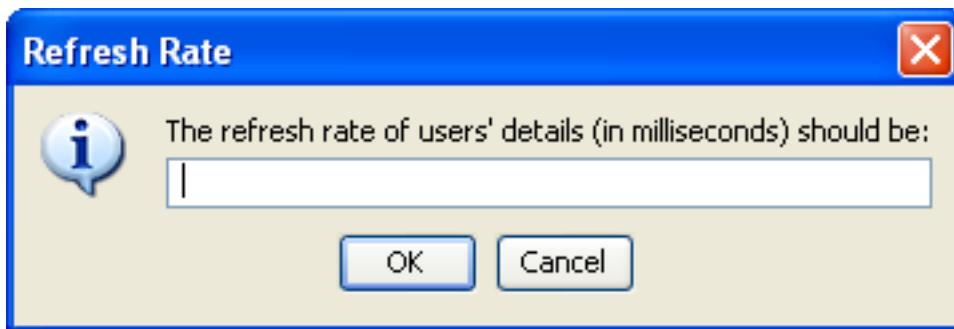 Refresh Rate
The refresh rate of users' details (in milliseconds) should be:
OK
Cancel